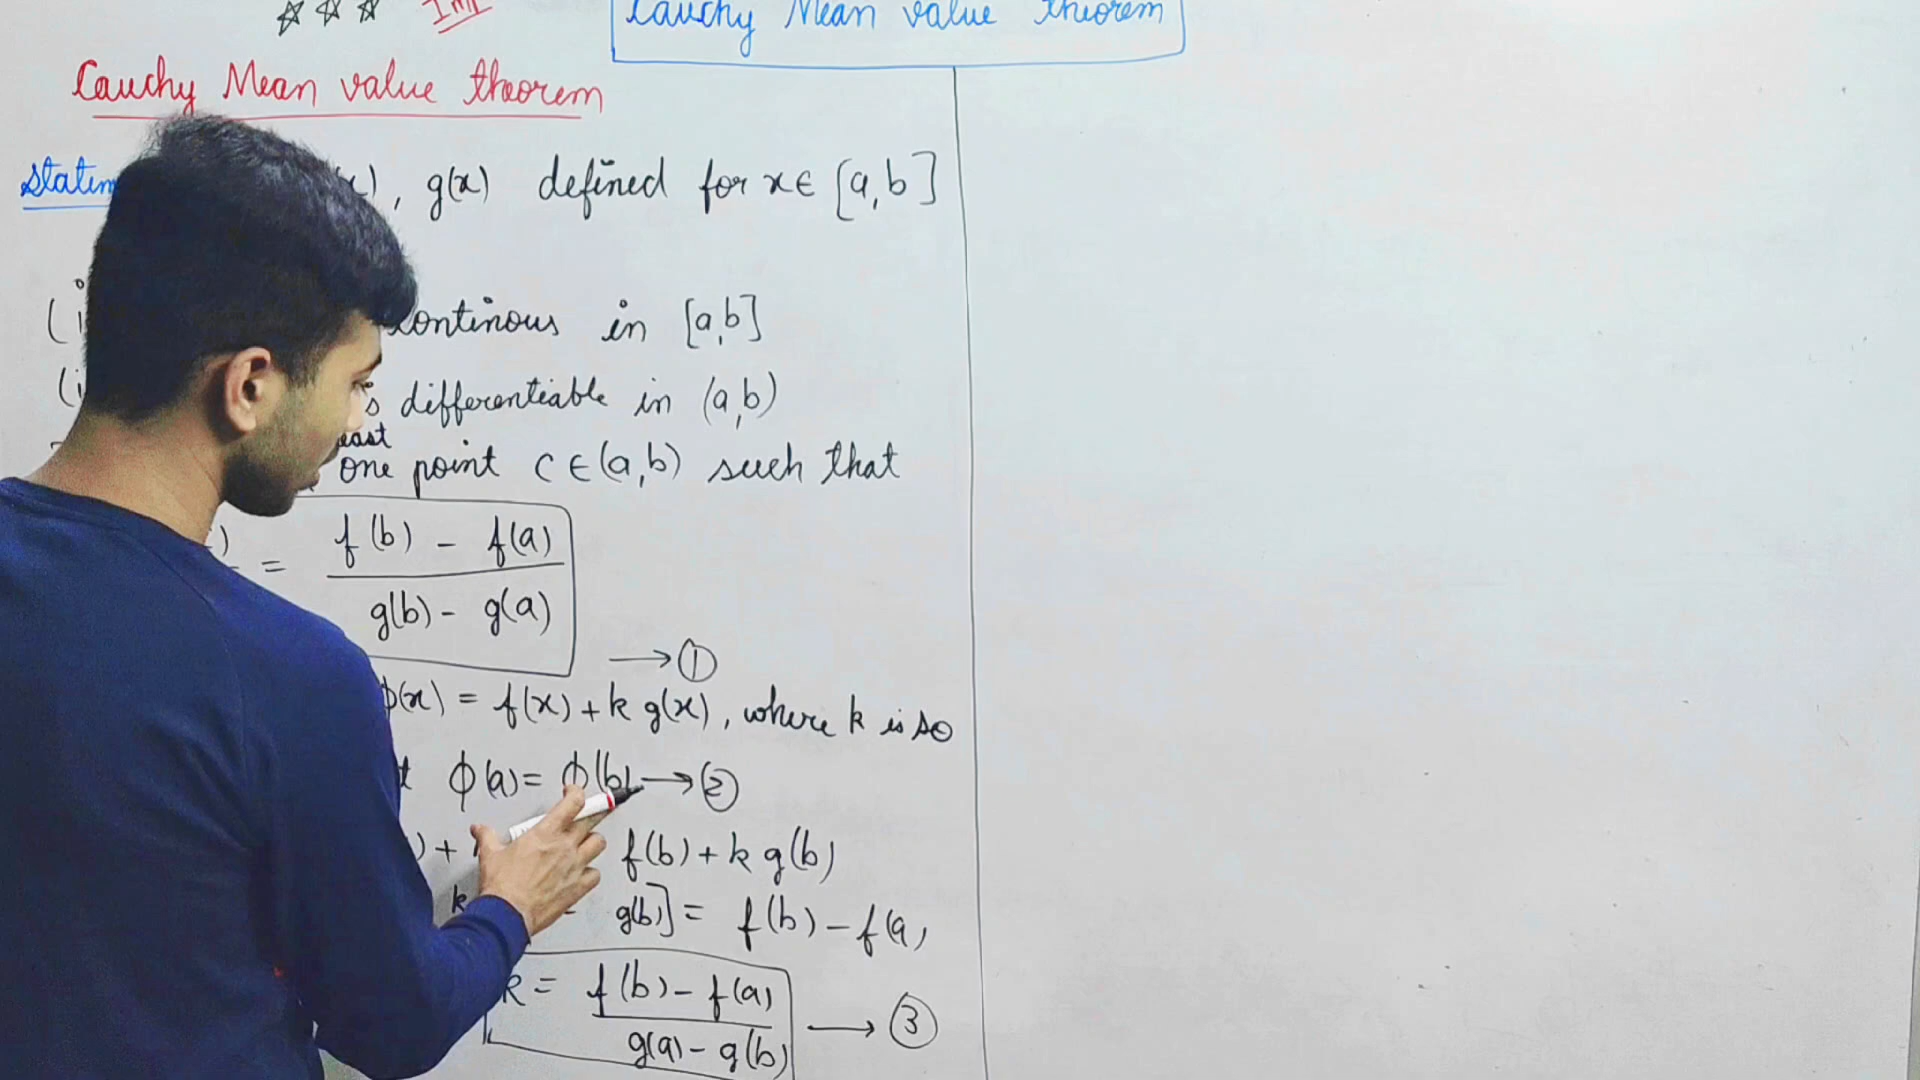 Cauchy Mean value theorem
Cauchy Mean value theorem
, g(x) defined for x∈ [a,b]
continous in [a,b]
differentiable in (a,b)
one point c∈(a,b) such that
= f(b) - f(a)
g(b) - g(a)
→ ①
ϕ(x) = f(x) + k g(x), where k is so
ϕ(a) = ϕ(b) → ②
+ f(b) + k g(b)
k g(b)] = f(b) - f(a)
k = f(b) - f(a)
g(a) - g(b)
→ ③